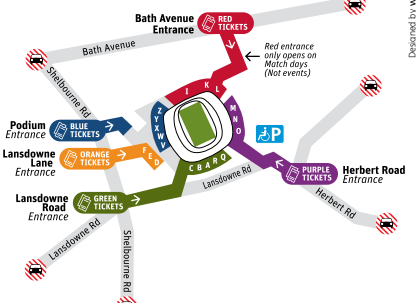 Bath Avenue
Entrance
RED
TICKETS
Bath Avenue
Red entrance
only opens on
Match days
(Not events)
Designed by
Shelbourne Rd
I K L
M N O
Z Y X W V
Podium
Entrance
BLUE
TICKETS
Lansdowne
Lane
Entrance
ORANGE
TICKETS
F E D
P
C B A R Q
Lansdowne Rd
PURPLE
TICKETS
Herbert Road
Entrance
Lansdowne
Road
Entrance
GREEN
TICKETS
Herbert Rd
Lansdowne Rd
Shelbourne Rd